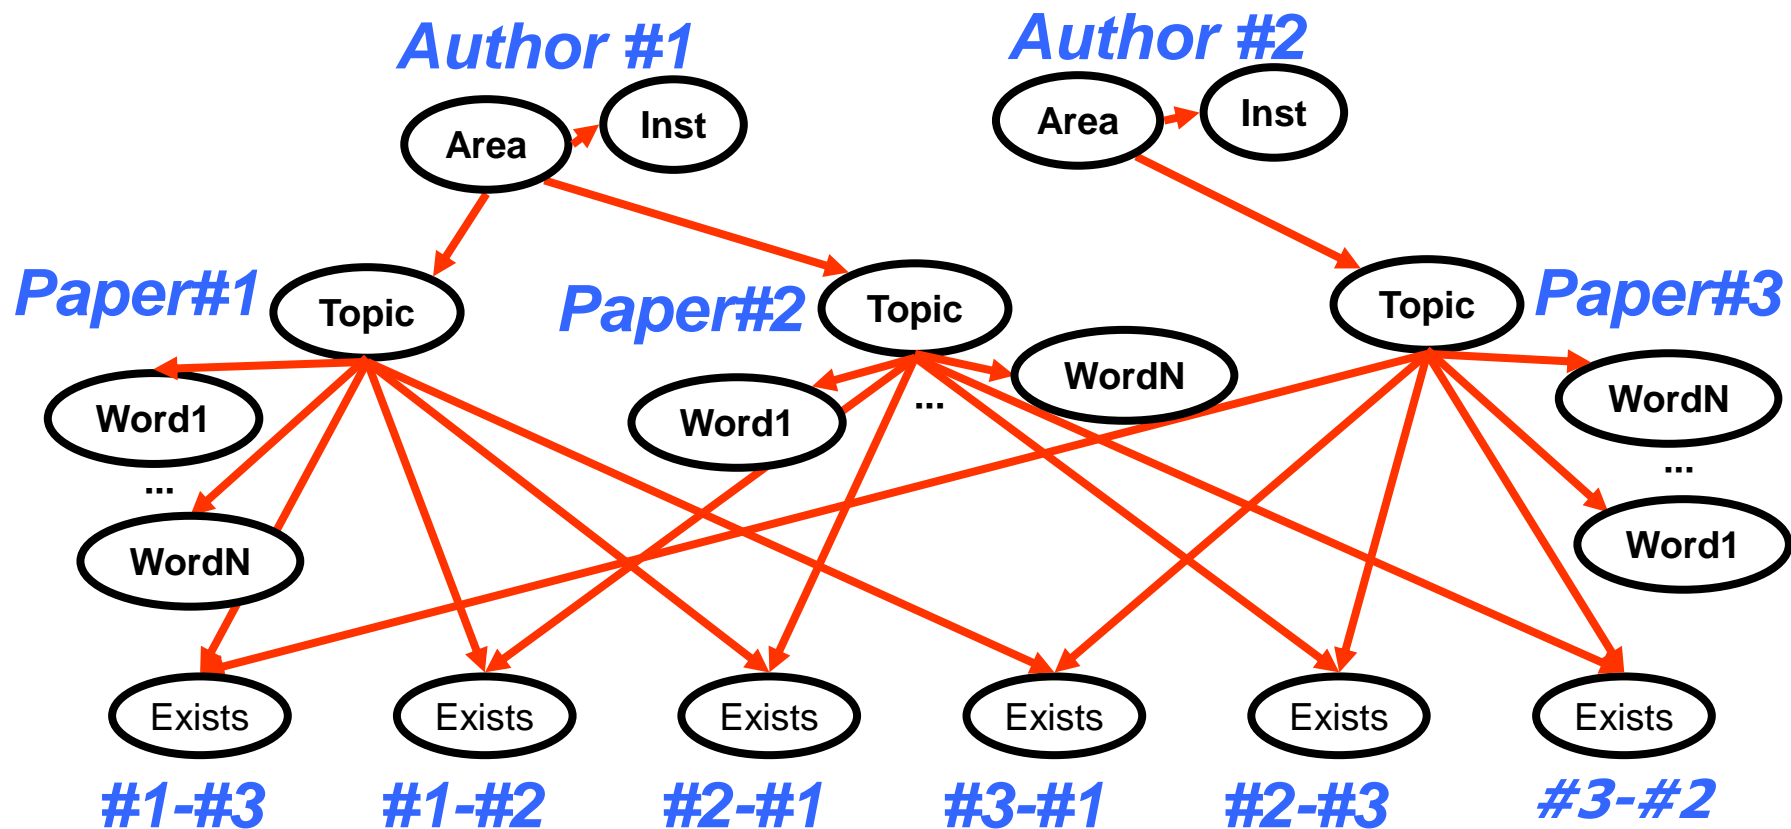 Author #1
Author #2
Area
Inst
Area
Inst
Paper#1
Topic
Paper#2
Topic
Topic
Paper#3
Word1
...
WordN
Word1
...
WordN
WordN
...
Word1
Exists
Exists
Exists
Exists
Exists
Exists
#1-#3
#1-#2
#2-#1
#3-#1
#2-#3
#3-#2